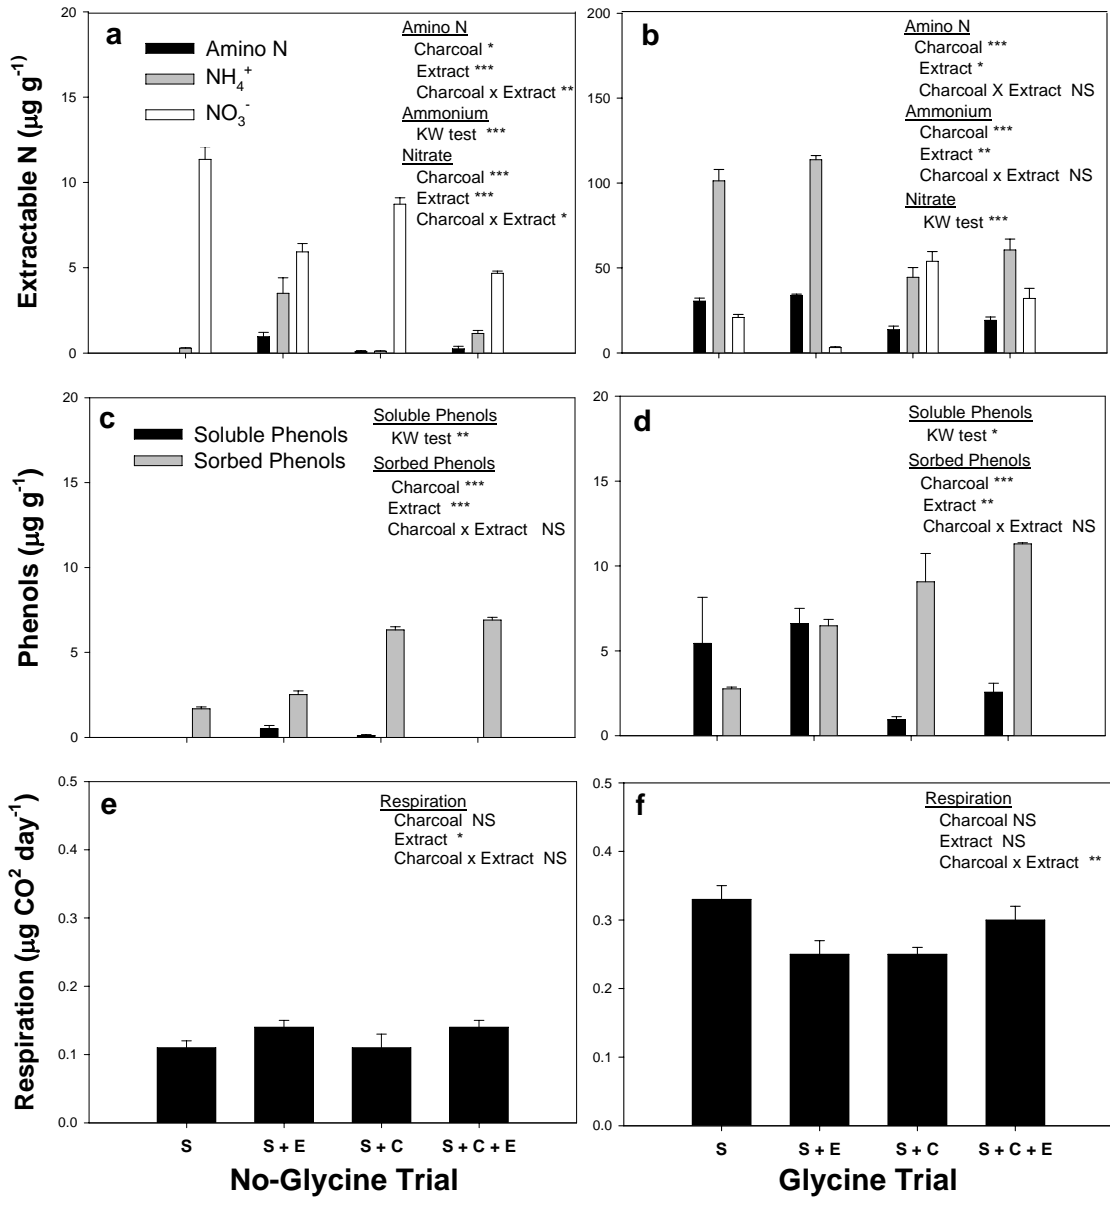 Extractable N (µg g-1)
20
15
10
5
0
a
Amino N
NH4+
NO3-
Amino N
Charcoal *
Extract ***
Charcoal x Extract **
Ammonium
KW test ***
Nitrate
Charcoal ***
Extract ***
Charcoal x Extract *
200
150
100
50
0
b
Amino N
Charcoal ***
Extract *
Charcoal X Extract NS
Ammonium
Charcoal ***
Extract **
Charcoal x Extract NS
Nitrate
KW test ***
Phenols (µg g-1)
20
15
10
5
0
c
Soluble Phenols
Sorbed Phenols
Soluble Phenols
KW test **
Sorbed Phenols
Charcoal ***
Extract ***
Charcoal x Extract NS
20
15
10
5
0
d
Soluble Phenols
KW test *
Sorbed Phenols
Charcoal ***
Extract **
Charcoal x Extract NS
Respiration (µg CO2 day-1)
0.5
0.4
0.3
0.2
0.1
0.0
e
Respiration
Charcoal NS
Extract *
Charcoal x Extract NS
S
S + E
S + C
S + C + E
No-Glycine Trial
0.5
0.4
0.3
0.2
0.1
0.0
f
Respiration
Charcoal NS
Extract NS
Charcoal x Extract **
S
S + E
S + C
S + C + E
Glycine Trial